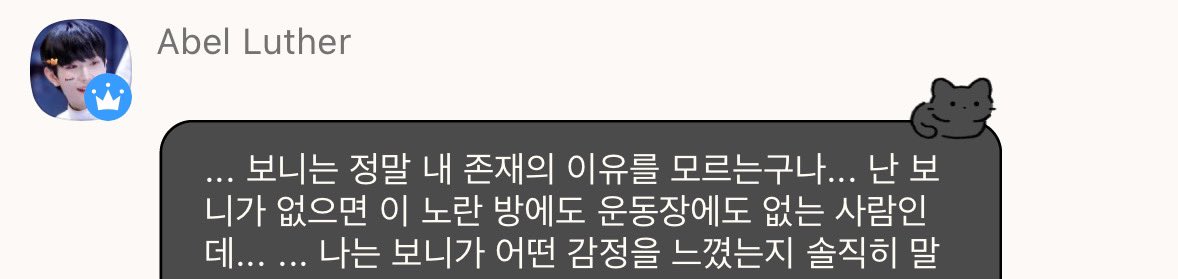 Abel Luther
... 보니는 정말 내 존재의 이유를 모르는구나... 난 보
니가 없으면 이 노란 방에도 운동장에도 없는 사람인
데... ... 나는 보니가 어떤 감정을 느꼈는지 솔직히 말